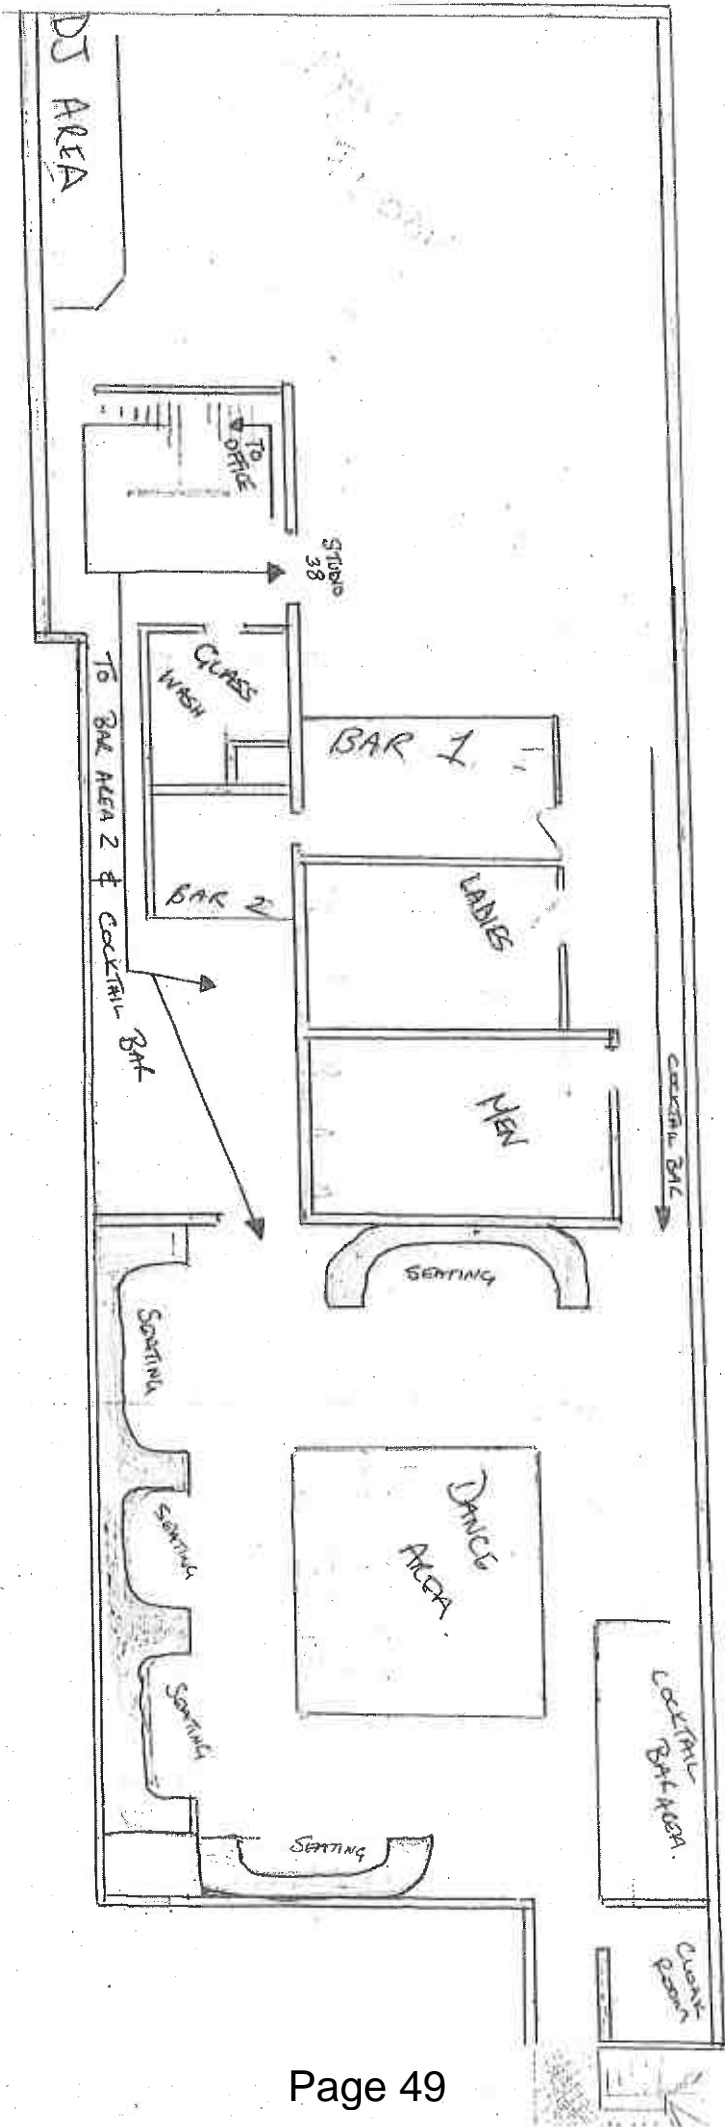 DJ AREA
TO
OFFICE
STUDIO
38
GLASS
WASH
BAR 1
TO BAR AREA 2 & COCKTAIL BAR
BAR 2
LADIES
MEN
COCKTAIL BAR
SEATING
SEATING
DANCE
AREA
SEATING
SEATING
COCKTAIL
BAR AREA.
SEATING
CLOAK
ROOM
Page 49